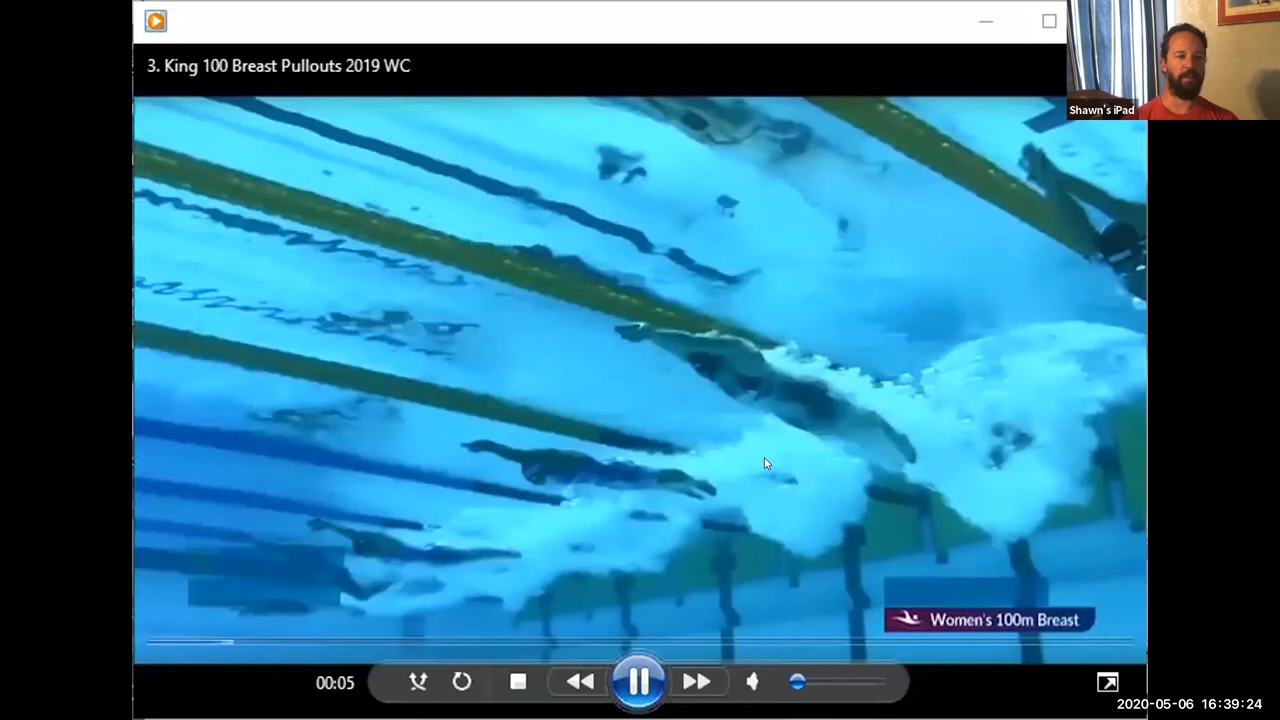 3. King 100 Breast Pullouts 2019 WC
Shawn's iPad
Women's 100m Breast
00:05
2020-05-06 16:39:24